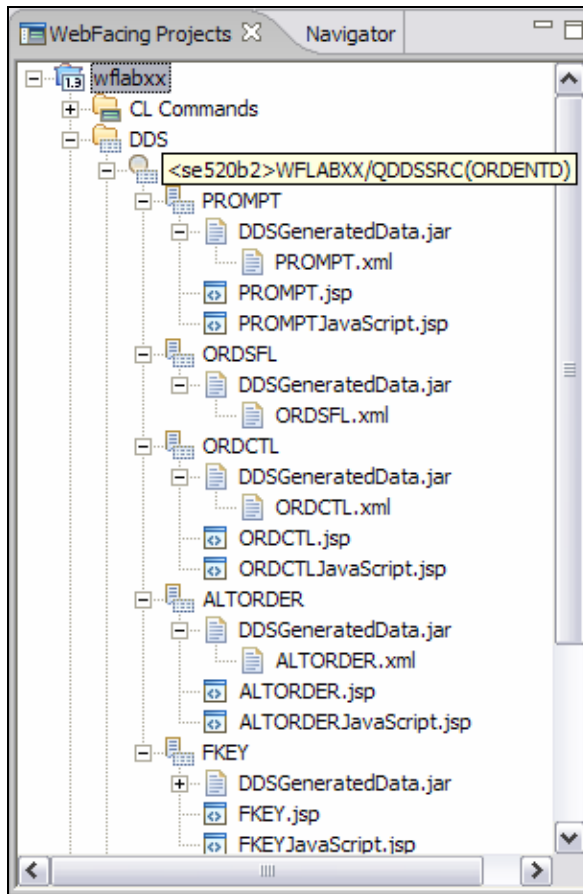 WebFacing Projects Navigator
1.3 wflabxx
CL Commands
DDS
<se520b2>WFLABXX/QDDSSRC(ORDENTD)
PROMPT
DDSGeneratedData.jar
PROMPT.xml
PROMPT.jsp
PROMPTJavaScript.jsp
ORDSFL
DDSGeneratedData.jar
ORDSFL.xml
ORDCTL
DDSGeneratedData.jar
ORDCTL.xml
ORDCTL.jsp
ORDCTLJavaScript.jsp
ALTORDER
DDSGeneratedData.jar
ALTORDER.xml
ALTORDER.jsp
ALTORDERJavaScript.jsp
FKEY
DDSGeneratedData.jar
FKEY.jsp
FKEYJavaScript.jsp